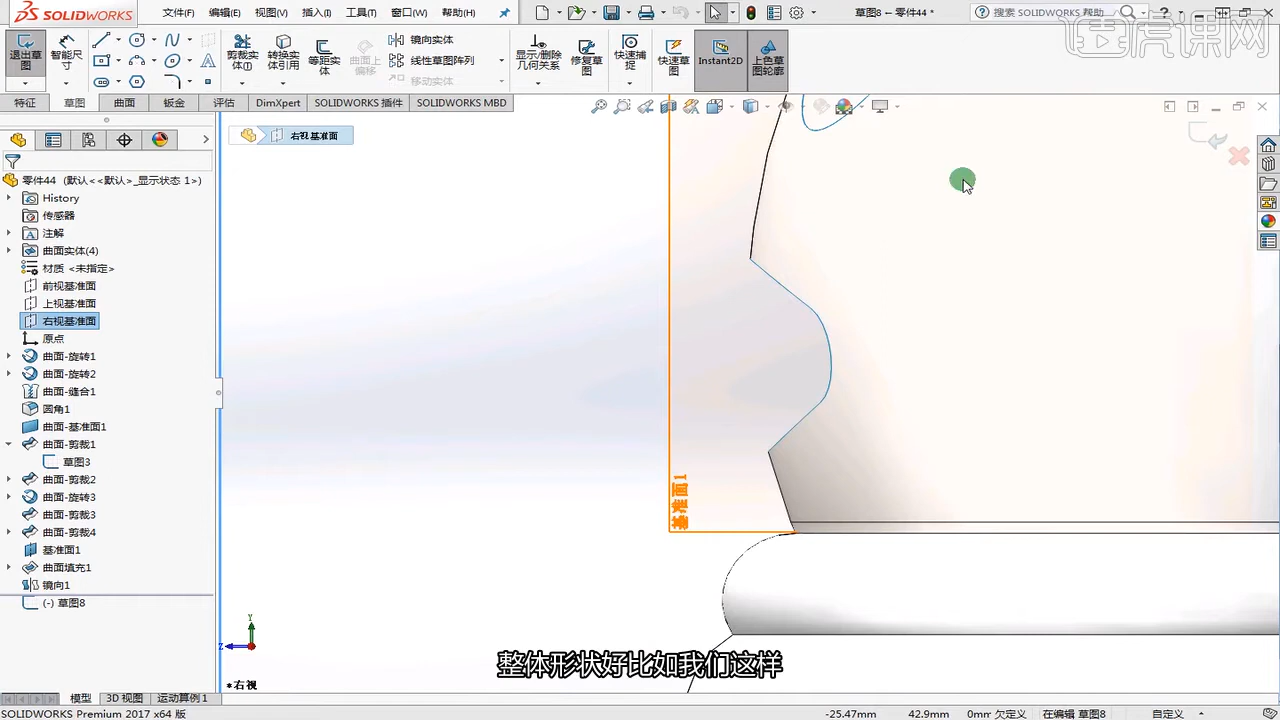 SOLIDWORKS
文件(F)
编辑(E)
视图(V)
插入(I)
工具(T)
窗口(W)
帮助(H)
草图8 ← 零件44 *
搜索 SOLIDWORKS 帮助
虎课网
退出草图
智能尺寸
剪裁实体(T)
转换实体引用
等距实体
曲面上偏移
镜向实体
线性草图阵列
移动实体
显示/删除几何关系
修复草图
快速捕捉
快速草图
Instant2D
上色草图轮廓
特征
草图
曲面
钣金
评估
DimXpert
SOLIDWORKS 插件
SOLIDWORKS MBD
右视基准面
零件44 (默认<<默认>_显示状态 1>)
History
传感器
注解
曲面实体(4)
材质 <未指定>
前视基准面
上视基准面
右视基准面
原点
曲面-旋转1
曲面-旋转2
曲面-缝合1
圆角1
曲面-基准面1
曲面-剪裁1
草图3
曲面-剪裁2
曲面-旋转3
曲面-剪裁3
曲面-剪裁4
基准面1
曲面填充1
镜向1
(-) 草图8
基准面1
Y
Z
*右视
整体形状好比如我们这样
模型
3D 视图
运动算例 1
SOLIDWORKS Premium 2017 x64 版
-25.47mm
42.9mm
0mm 欠定义
在编辑 草图8
自定义